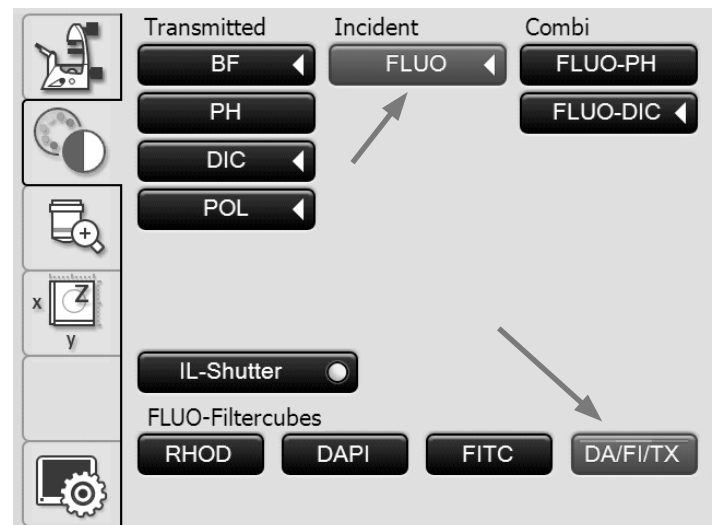 Transmitted Incident Combi
BF FLUO FLUO-PH
PH FLUO-DIC
DIC
POL
Z
x
y
IL-Shutter
FLUO-Filtercubes
RHOD DAPI FITC DA/FI/TX